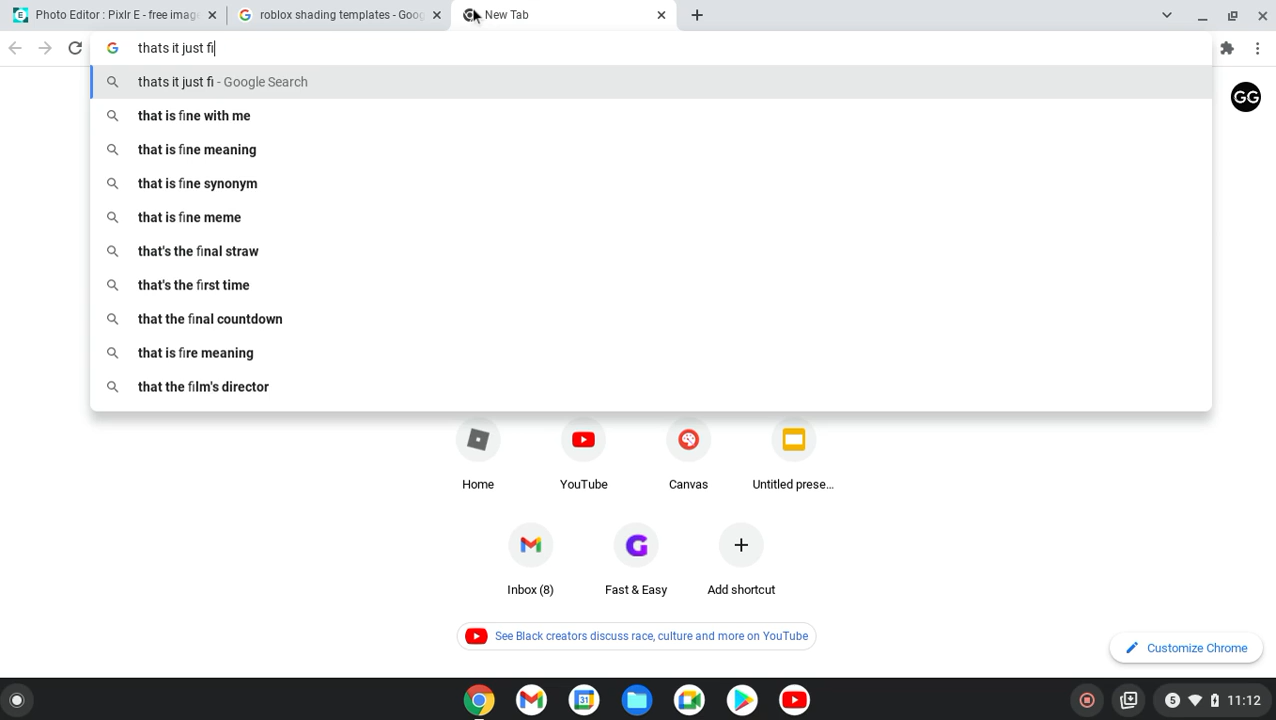 Photo Editor : Pixlr E - free imag
roblox shading templates - Goog
New Tab
thats it just fi
thats it just fi - Google Search
that is fine with me
that is fine meaning
that is fine synonym
that is fine meme
that's the final straw
that's the first time
that the final countdown
that is fire meaning
that the film's director
GG
Home
YouTube
Canvas
Untitled prese...
Inbox (8)
Fast & Easy
Add shortcut
See Black creators discuss race, culture and more on YouTube
Customize Chrome
31
5
11:12